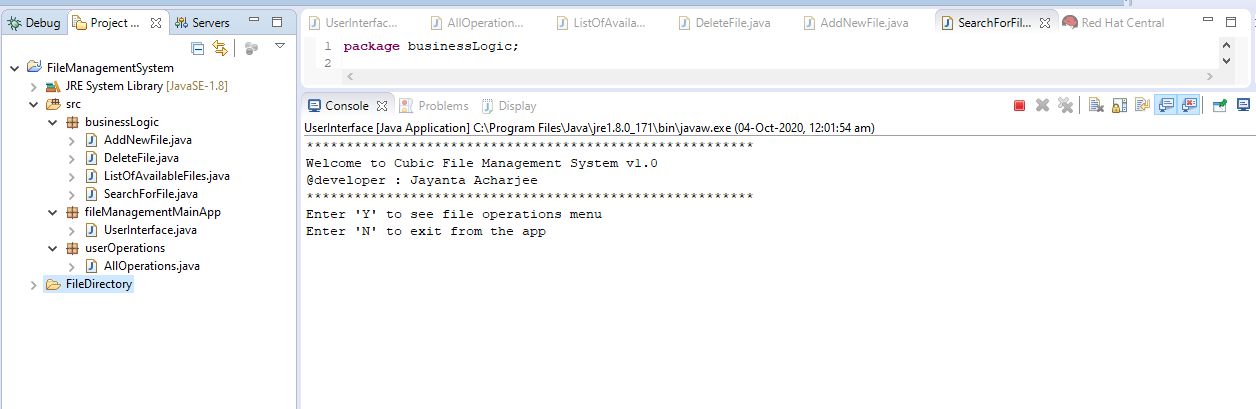 Debug
Project ...
Servers
FileManagementSystem
JRE System Library [JavaSE-1.8]
src
businessLogic
AddNewFile.java
DeleteFile.java
ListOfAvailableFiles.java
SearchForFile.java
fileManagementMainApp
UserInterface.java
userOperations
AllOperations.java
FileDirectory
UserInterfac...
AllOperation...
ListOfAvaila...
DeleteFile.java
AddNewFile.java
SearchForFil...
Red Hat Central
1 package businessLogic;
2
Console
Problems
Display
UserInterface [Java Application] C:\Program Files\Java\jre1.8.0_171\bin\javaw.exe (04-Oct-2020, 12:01:54 am)
********************************************************
Welcome to Cubic File Management System v1.0
@developer : Jayanta Acharjee
********************************************************
Enter 'Y' to see file operations menu
Enter 'N' to exit from the app